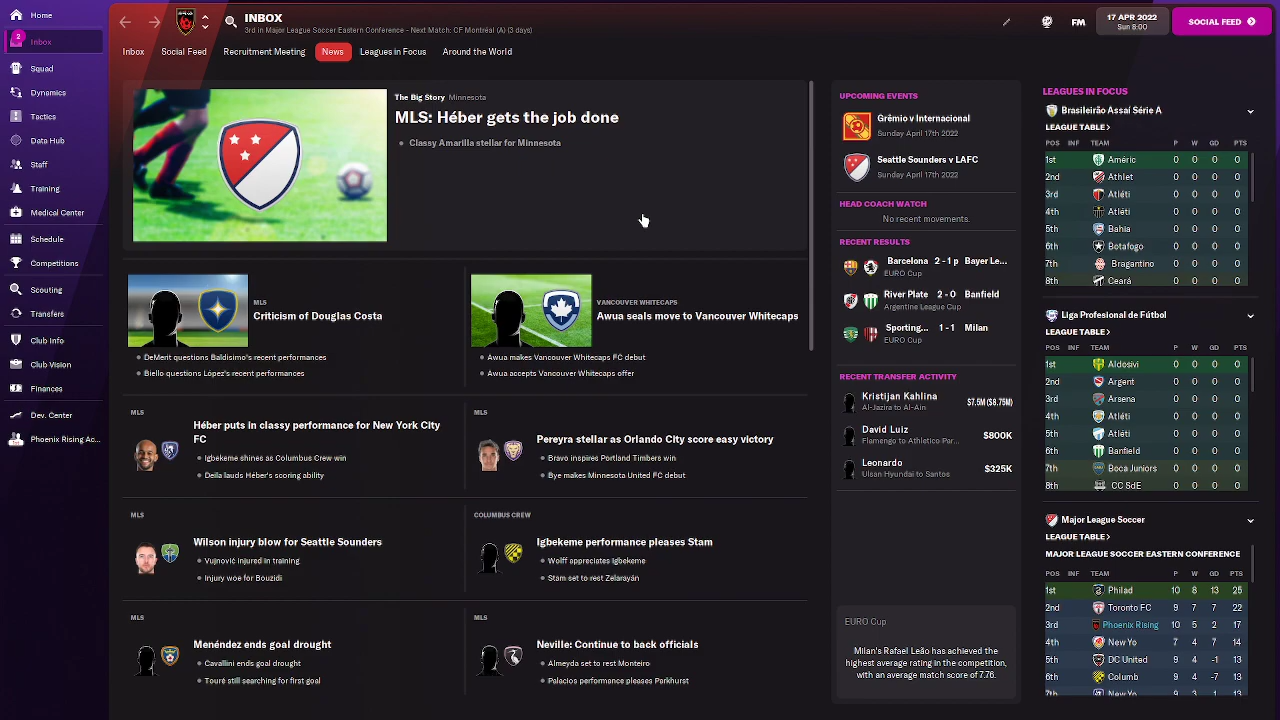 Home
2
Inbox
Squad
Dynamics
Tactics
Data Hub
Staff
Training
Medical Center
Schedule
Competitions
Scouting
Transfers
Club Info
Club Vision
Finances
Dev. Center
Phoenix Rising Ac...
INBOX
3rd in Major League Soccer Eastern Conference - Next Match: CF Montréal (A) (3 days)
FM
17 APR 2022
Sun 8:00
SOCIAL FEED
Inbox Social Feed Recruitment Meeting News Leagues in Focus Around the World
The Big Story Minnesota
MLS: Héber gets the job done
Classy Amarilla stellar for Minnesota
MLS
Criticism of Douglas Costa
DeMerit questions Baldisimo's recent performances
Biello questions López's recent performances
VANCOUVER WHITECAPS
Awua seals move to Vancouver Whitecaps
Awua makes Vancouver Whitecaps FC debut
Awua accepts Vancouver Whitecaps offer
MLS
Héber puts in classy performance for New York City
FC
Igbekeme shines as Columbus Crew win
Deila lauds Héber's scoring ability
MLS
Pereyra stellar as Orlando City score easy victory
Bravo inspires Portland Timbers win
Bye makes Minnesota United FC debut
MLS
Wilson injury blow for Seattle Sounders
Vujnović injured in training
Injury woe for Bouzidi
COLUMBUS CREW
Igbekeme performance pleases Stam
Wolff appreciates Igbekeme
Stam set to rest Zelarayán
MLS
Menéndez ends goal drought
Cavallini ends goal drought
Touré still searching for first goal
MLS
Neville: Continue to back officials
Almeyda set to rest Monteiro
Palacios performance pleases Parkhurst
UPCOMING EVENTS
Grêmio v Internacional
Sunday April 17th 2022
Seattle Sounders v LAFC
Sunday April 17th 2022
HEAD COACH WATCH
No recent movements.
RECENT RESULTS
Barcelona 2 - 1 p Bayer Le...
EURO Cup
River Plate 2 - 0 Banfield
Argentine League Cup
Sporting... 1 - 1 Milan
EURO Cup
RECENT TRANSFER ACTIVITY
Kristijan Kahlina
Al-Jazira to Al-Ain
$7.5M ($8.75M)
David Luiz
Flamengo to Athletico Par...
$800K
Leonardo
Ulsan Hyundai to Santos
$325K
EURO Cup
Milan's Rafael Leão has achieved the
highest average rating in the competition,
with an average match score of 7.76.
LEAGUES IN FOCUS
Brasileirão Assaí Série A
LEAGUE TABLE>
POS INF TEAM P W GD PTS
1st Améric 0 0 0 0
2nd Athlet 0 0 0 0
3rd Atléti 0 0 0 0
4th Atléti 0 0 0 0
5th Bahia 0 0 0 0
6th Botafogo 0 0 0 0
7th Bragantino 0 0 0 0
8th Ceará 0 0 0 0
Liga Profesional de Fútbol
LEAGUE TABLE>
POS INF TEAM P W GD PTS
1st Aldosivi 0 0 0 0
2nd Argent 0 0 0 0
3rd Arsena 0 0 0 0
4th Atléti 0 0 0 0
5th Atléti 0 0 0 0
6th Banfield 0 0 0 0
7th Boca Juniors 0 0 0 0
8th CC SdE 0 0 0 0
Major League Soccer
LEAGUE TABLE>
MAJOR LEAGUE SOCCER EASTERN CONFERENCE
POS INF TEAM P W GD PTS
1st Philad 10 8 13 25
2nd Toronto FC 9 7 7 22
3rd Phoenix Rising 10 5 2 17
4th New Yo 7 4 7 14
5th DC United 9 4 -1 13
6th Columb 9 4 -7 13
7th New Yo 9 3 1 13